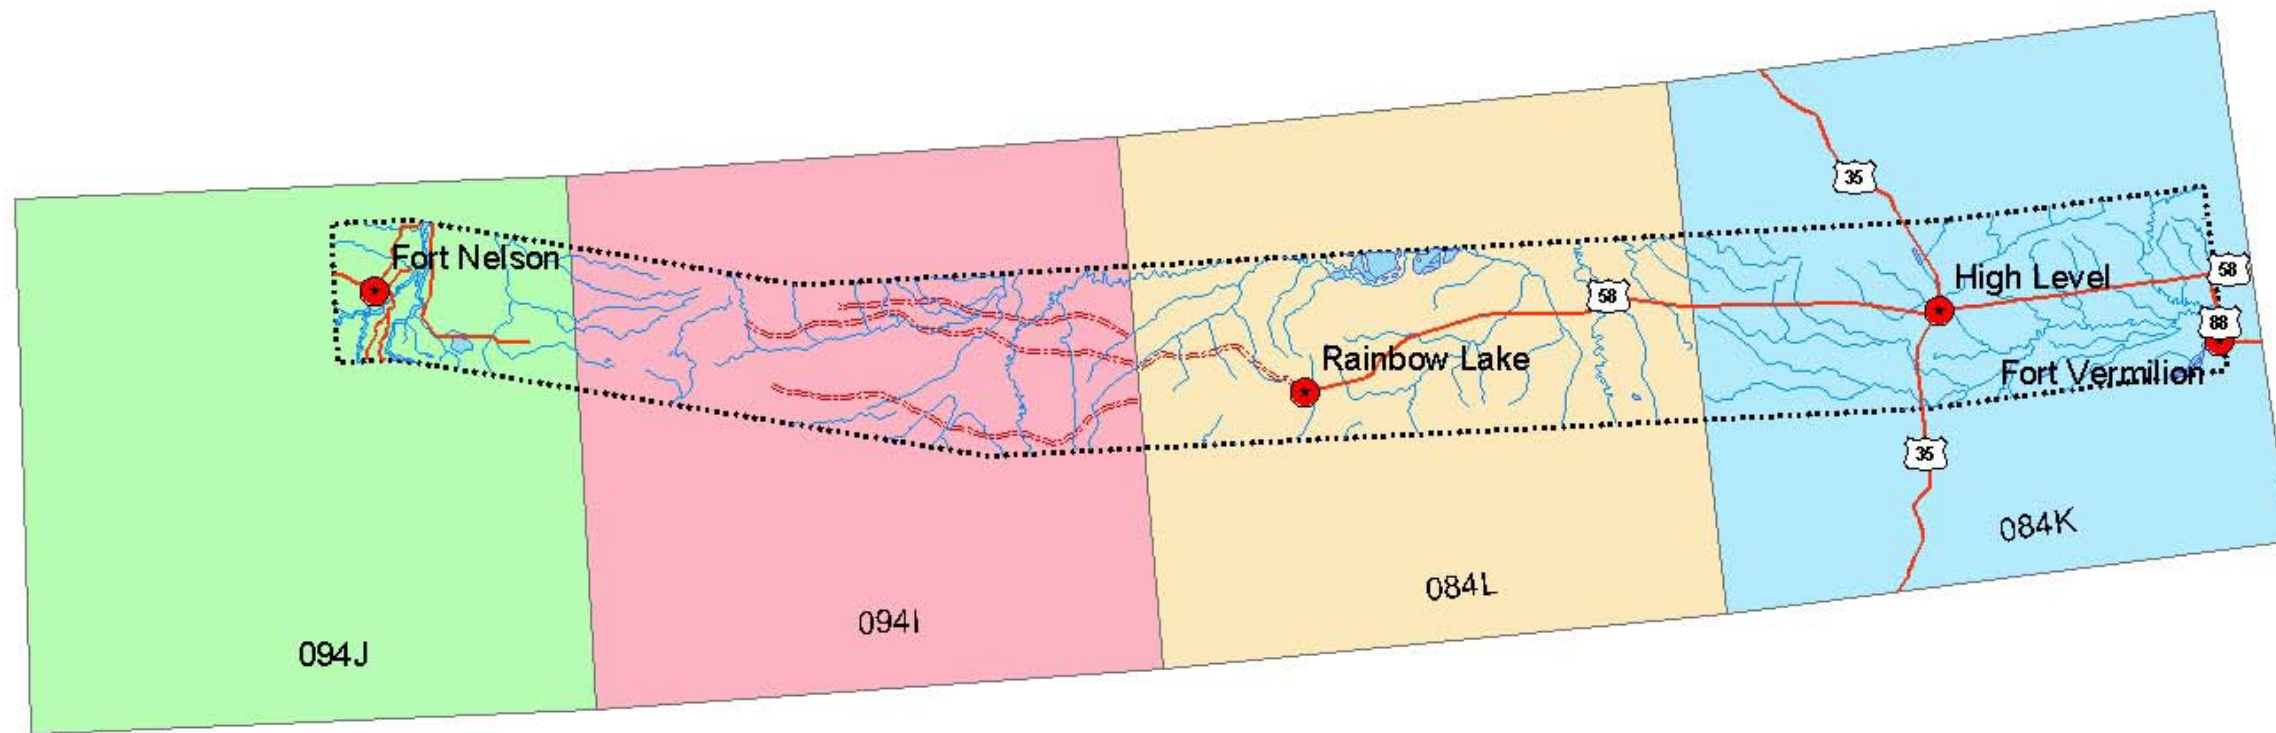 35
Fort Nelson
High Level
58
58
88
Rainbow Lake
Fort Vermilion
35
084K
084L
094I
094J